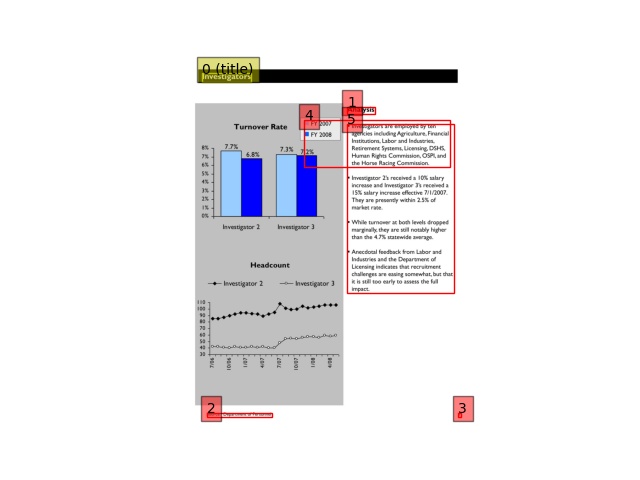 0 (title)
Investigators
1
Analysis
4
5
FY 2007
FY 2008
Turnover Rate
8%
7%
6%
5%
4%
3%
2%
1%
0%
7.7%
6.8%
7.3%
7.2%
Investigator 2
Investigator 3
Investigators are employed by ten
agencies including Agriculture, Financial
Institutions, Labor and Industries,
Retirement Systems, Licensing, DSHS,
Human Rights Commission, OSPI, and
the Horse Racing Commission.
Investigator 2's received a 10% salary
increase and Investigator 3's received a
15% salary increase effective 7/1/2007.
They are presently within 2.5% of
market rate.
While turnover at both levels dropped
marginally, they are still notably higher
than the 4.7% statewide average.
Anecdotal feedback from Labor and
Industries and the Department of
Licensing indicates that recruitment
challenges are easing somewhat, but that
it is still too early to assess the full
impact.
Headcount
Investigator 2
Investigator 3
110
100
90
80
70
60
50
40
30
7/06
10/06
1/07
4/07
7/07
10/07
1/08
4/08
2
3